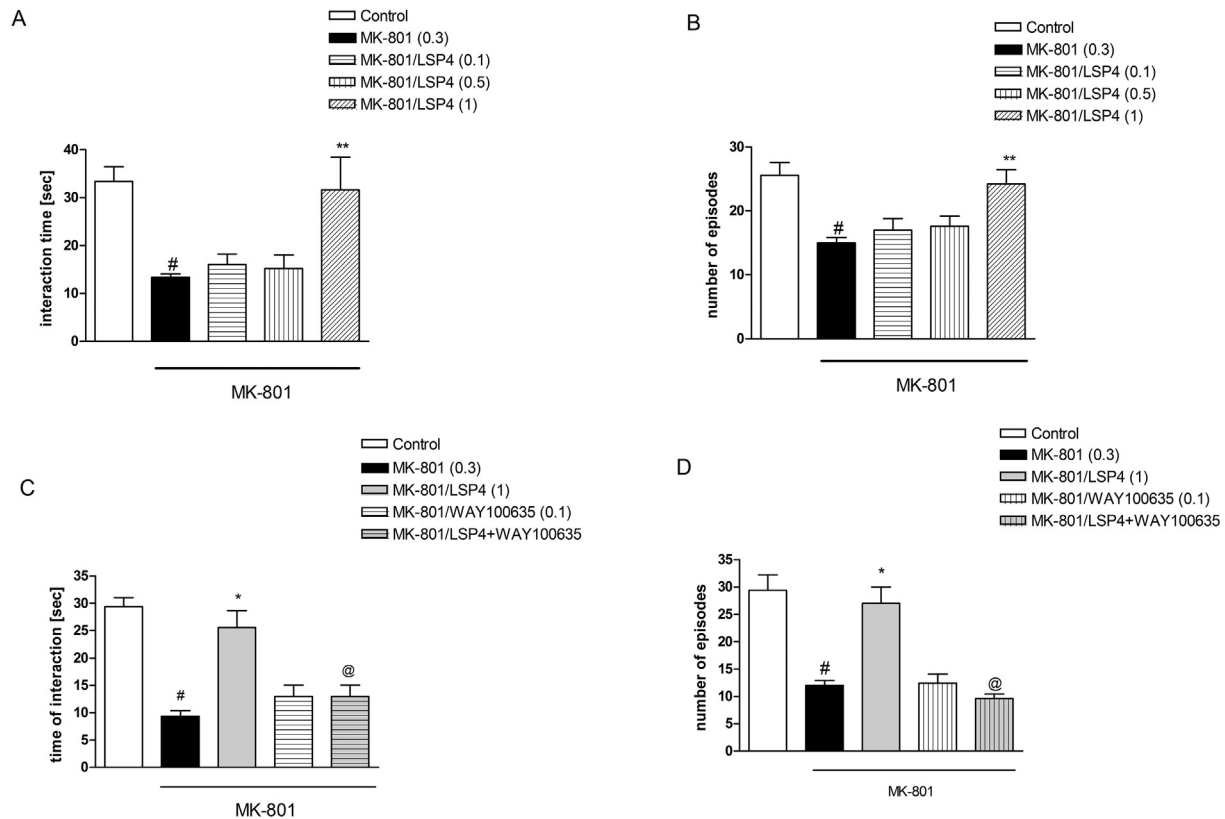 A
Control
MK-801 (0.3)
MK-801/LSP4 (0.1)
MK-801/LSP4 (0.5)
MK-801/LSP4 (1)
interaction time [sec]
40
30
20
10
0
#
**
MK-801
B
Control
MK-801 (0.3)
MK-801/LSP4 (0.1)
MK-801/LSP4 (0.5)
MK-801/LSP4 (1)
number of episodes
30
20
10
0
#
**
MK-801
C
Control
MK-801 (0.3)
MK-801/LSP4 (1)
MK-801/WAY100635 (0.1)
MK-801/LSP4+WAY100635
time of interaction [sec]
35
30
25
20
15
10
5
0
#
*
@
MK-801
D
Control
MK-801 (0.3)
MK-801/LSP4 (1)
MK-801/WAY100635 (0.1)
MK-801/LSP4+WAY100635
number of episodes
35
30
25
20
15
10
5
0
#
*
@
MK-801